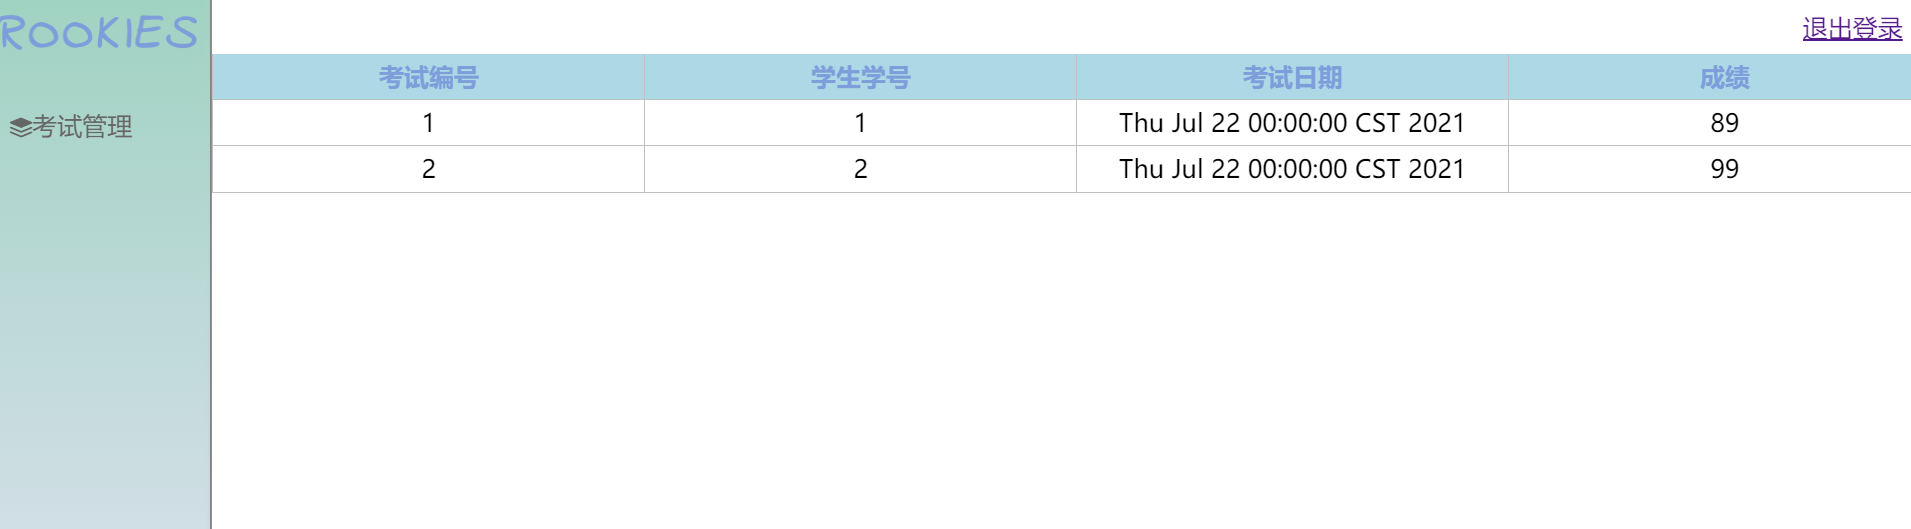 ROOKIES
退出登录
考试管理
考试编号 学生学号 考试日期 成绩
1 1 Thu Jul 22 00:00:00 CST 2021 89
2 2 Thu Jul 22 00:00:00 CST 2021 99